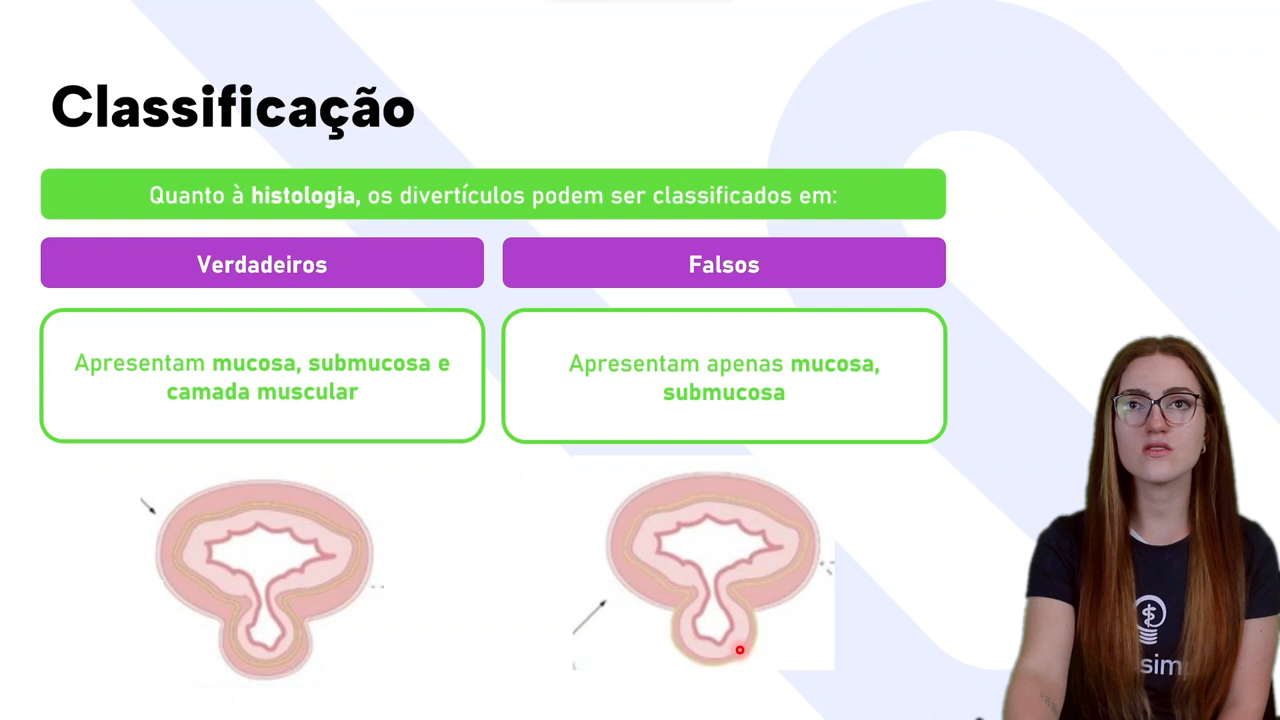 Classificação
Quanto à histologia, os divertículos podem ser classificados em:
Verdadeiros
Falsos
Apresentam mucosa, submucosa e
camada muscular
Apresentam apenas mucosa,
submucosa